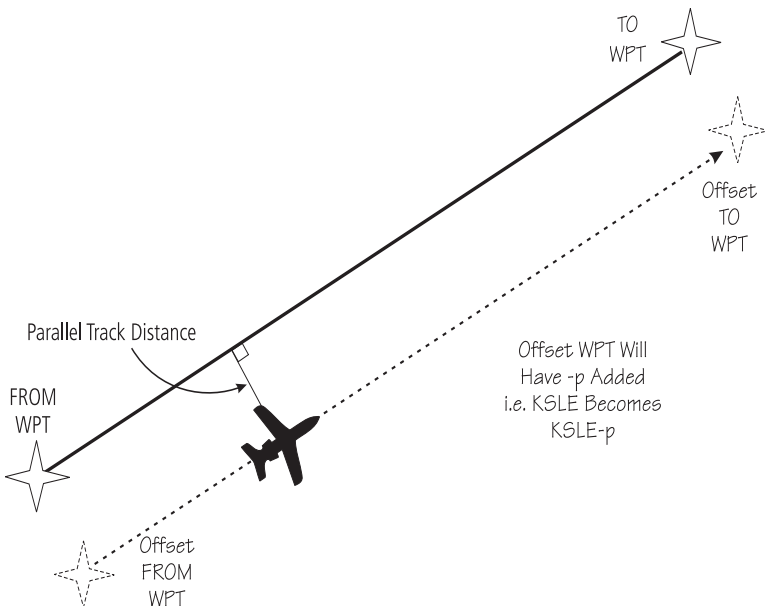 TO
WPT
Offset
TO
WPT
Parallel Track Distance
Offset WPT Will
Have -p Added
i.e. KSLE Becomes
KSLE-p
FROM
WPT
Offset
FROM
WPT